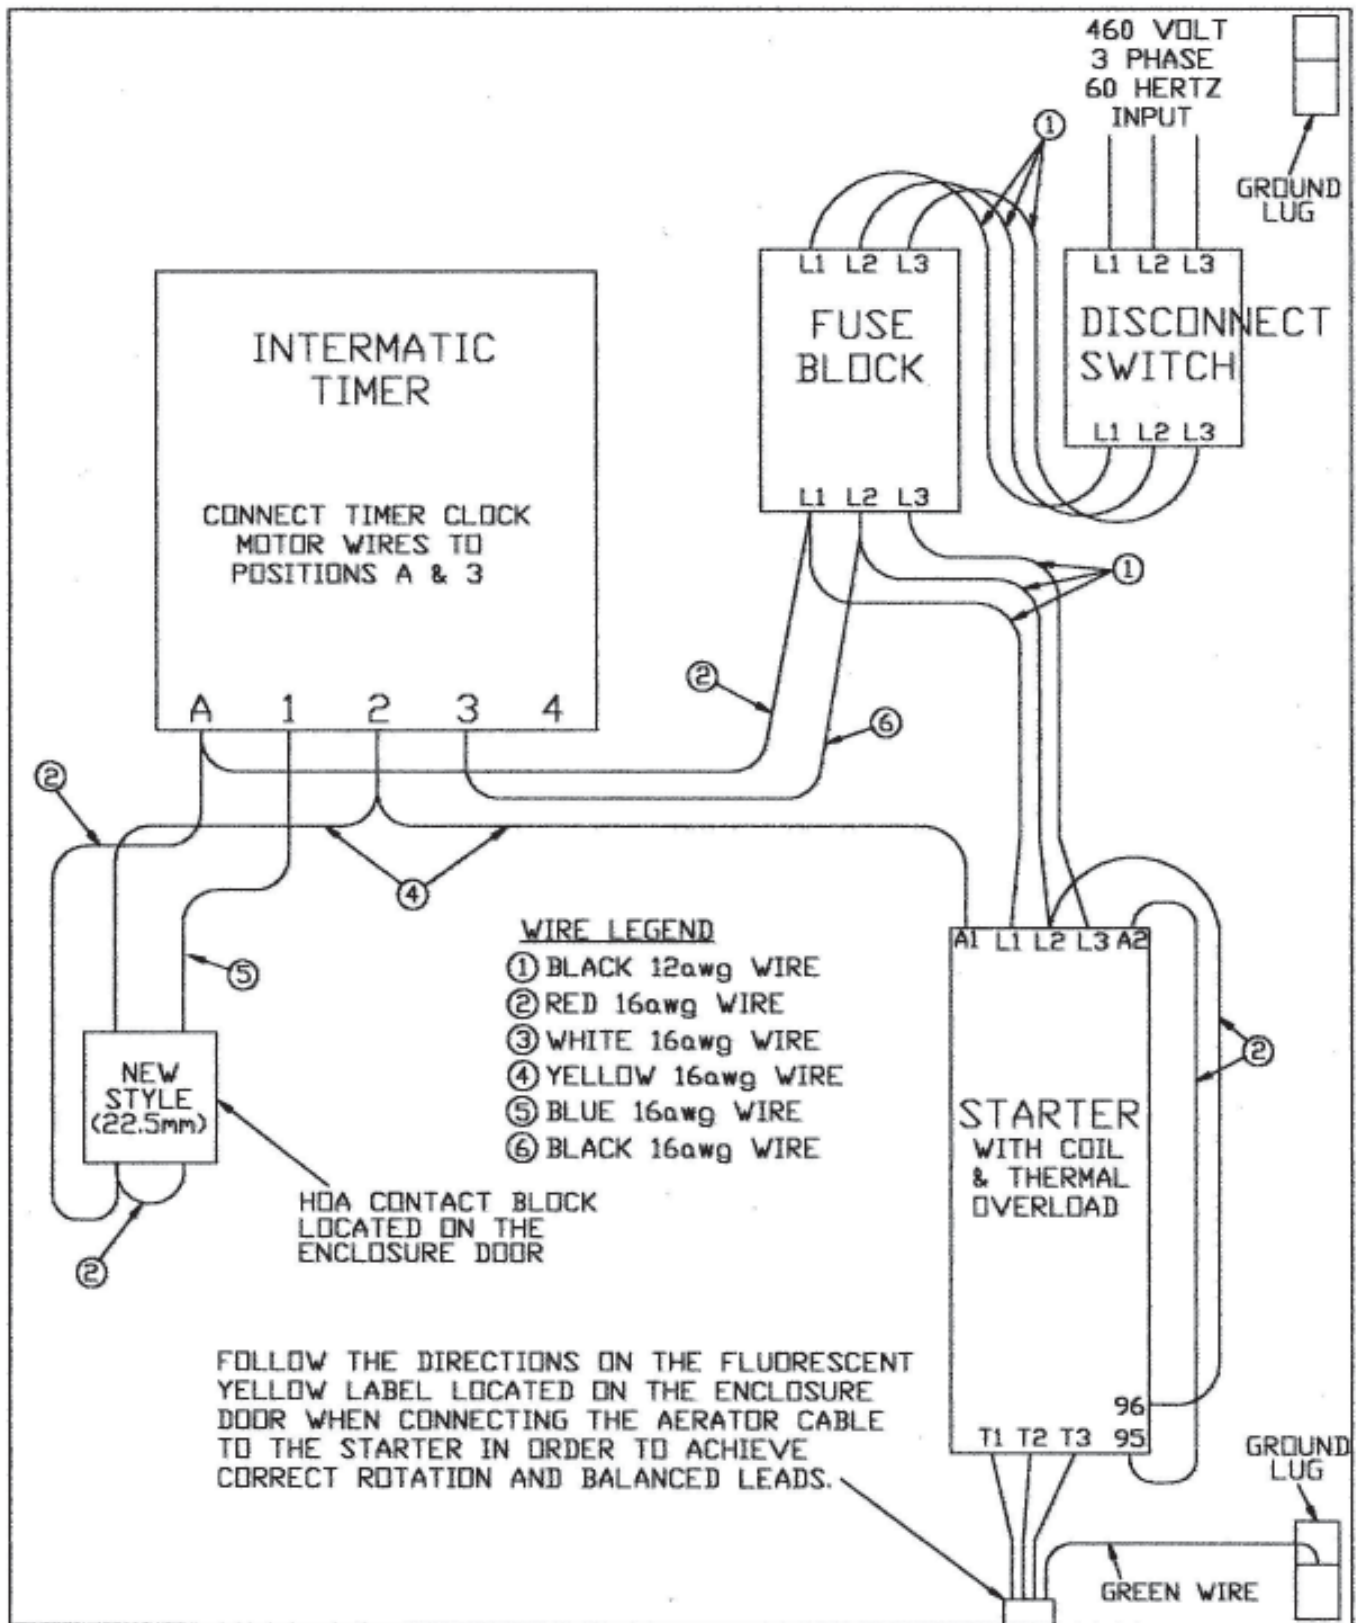 460 VOLT
3 PHASE
60 HERTZ
INPUT
GROUND
LUG
1
L1 L2 L3
FUSE
BLOCK
L1 L2 L3
L1 L2 L3
DISCONNECT
SWITCH
L1 L2 L3
INTERMATIC
TIMER
CONNECT TIMER CLOCK
MOTOR WIRES TO
POSITIONS A & 3
A 1 2 3 4
1
2
6
2
4
5
WIRE LEGEND
1 BLACK 12awg WIRE
2 RED 16awg WIRE
3 WHITE 16awg WIRE
4 YELLOW 16awg WIRE
5 BLUE 16awg WIRE
6 BLACK 16awg WIRE
NEW
STYLE
(22.5mm)
HOA CONTACT BLOCK
LOCATED ON THE
ENCLOSURE DOOR
2
A1 L1 L2 L3 A2
2
STARTER
WITH COIL
& THERMAL
OVERLOAD
96
T1 T2 T3 95
FOLLOW THE DIRECTIONS ON THE FLUORESCENT
YELLOW LABEL LOCATED ON THE ENCLOSURE
DOOR WHEN CONNECTING THE AERATOR CABLE
TO THE STARTER IN ORDER TO ACHIEVE
CORRECT ROTATION AND BALANCED LEADS.
GROUND
LUG
GREEN WIRE